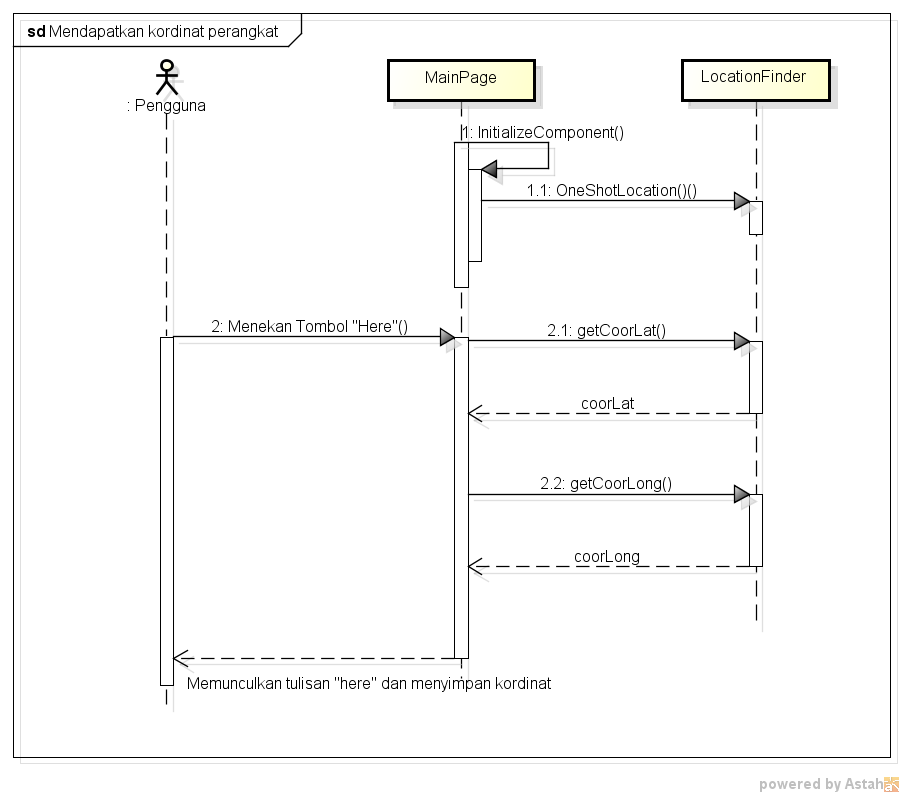 sd Mendapatkan kordinat perangkat
: Pengguna
MainPage
LocationFinder
1: InitializeComponent()
1.1: OneShotLocation()()
2: Menekan Tombol "Here"()
2.1: getCoorLat()
coorLat
2.2: getCoorLong()
coorLong
Memunculkan tulisan "here" dan menyimpan kordinat
powered by Astah